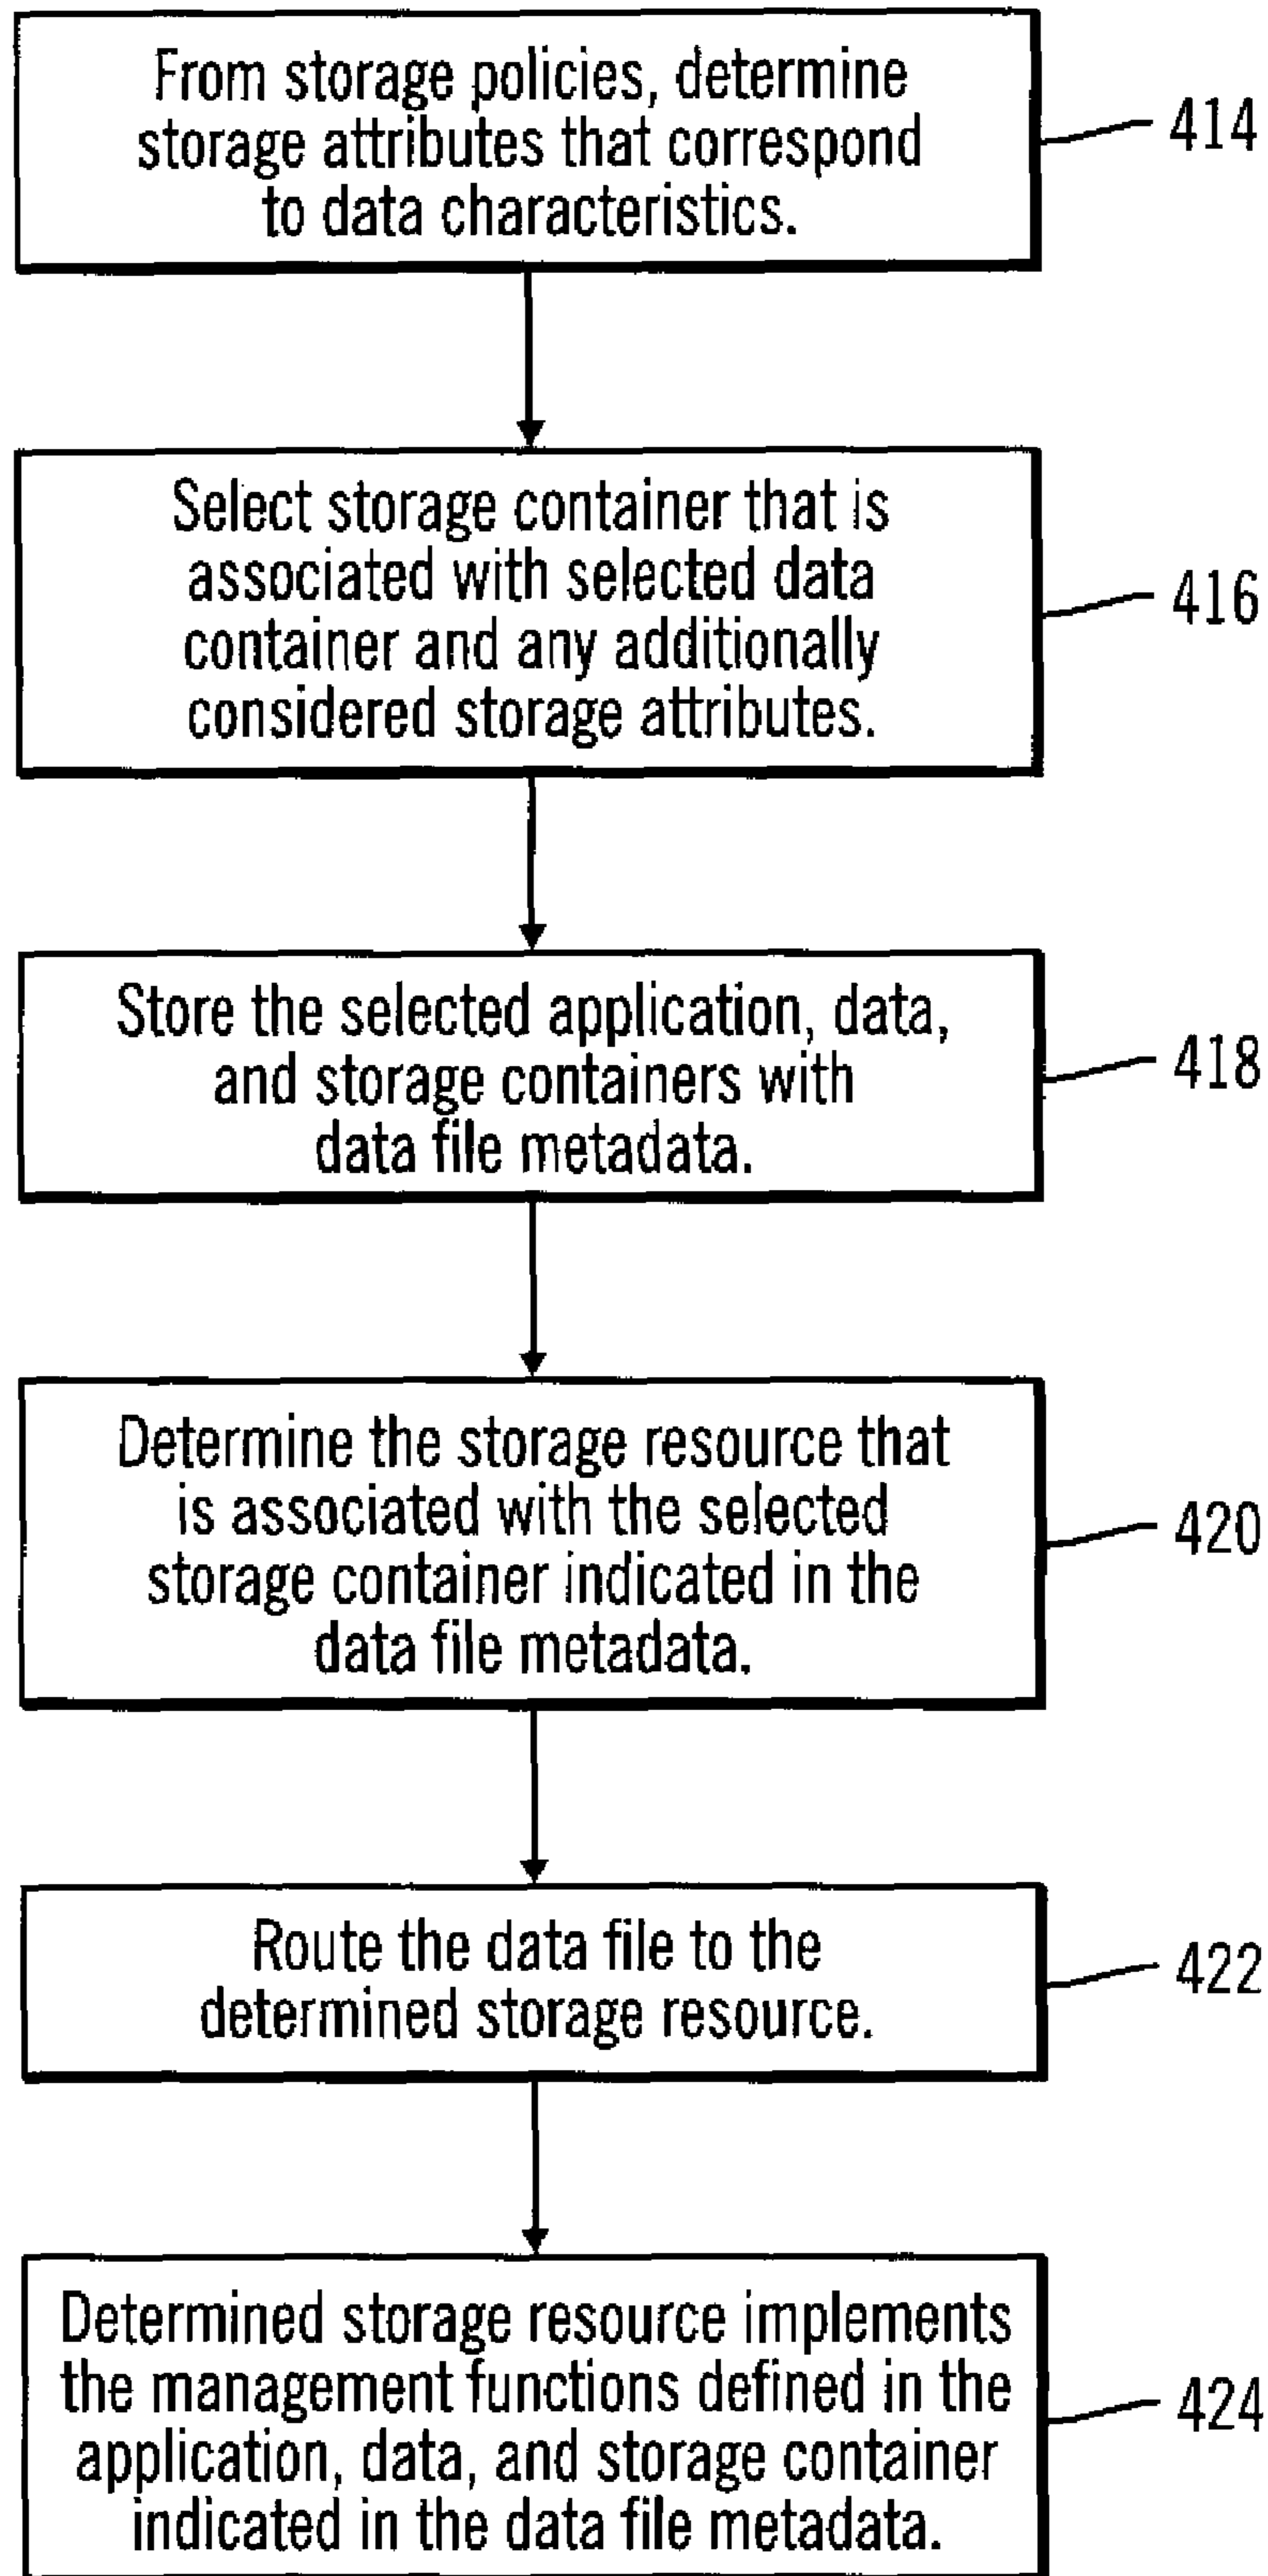 From storage policies, determine
storage attributes that correspond
to data characteristics.
414
Select storage container that is
associated with selected data
container and any additionally
considered storage attributes.
416
Store the selected application, data,
and storage containers with
data file metadata.
418
Determine the storage resource that
is associated with the selected
storage container indicated in the
data file metadata.
420
Route the data file to the
determined storage resource.
422
Determined storage resource implements
the management functions defined in the
application, data, and storage container
indicated in the data file metadata.
424